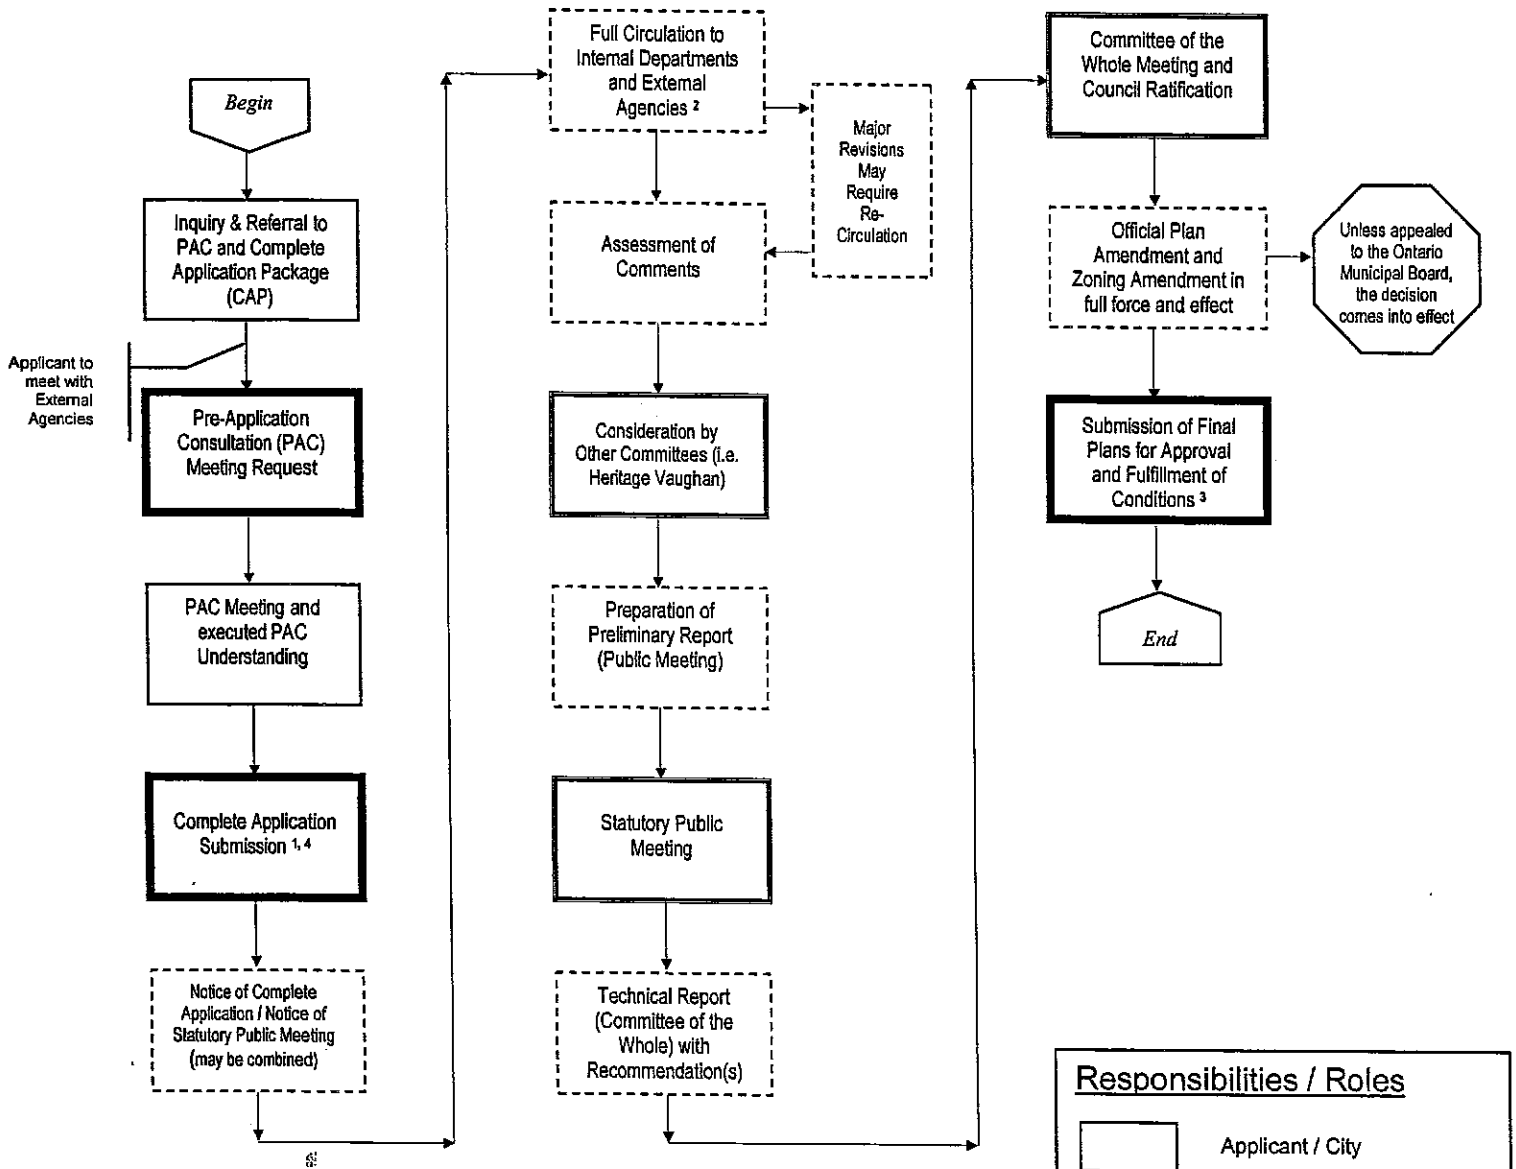 Begin
Inquiry & Referral to
PAC and Complete
Application Package
(CAP)
Applicant to
meet with
External
Agencies
Pre-Application
Consultation (PAC)
Meeting Request
PAC Meeting and
executed PAC
Understanding
Complete Application
Submission 1, 4
Notice of Complete
Application / Notice of
Statutory Public Meeting
(may be combined)
Full Circulation to
Internal Departments
and External
Agencies 2
Major
Revisions
May
Require
Re-
Circulation
Assessment of
Comments
Consideration by
Other Committees (i.e.
Heritage Vaughan)
Preparation of
Preliminary Report
(Public Meeting)
Statutory Public
Meeting
Technical Report
(Committee of the
Whole) with
Recommendation(s)
Committee of the
Whole Meeting and
Council Ratification
Official Plan
Amendment and
Zoning Amendment in
full force and effect
Unless appealed
to the Ontario
Municipal Board,
the decision
comes into effect
Submission of Final
Plans for Approval
and Fulfillment of
Conditions 3
End
Responsibilities / Roles
Applicant / City